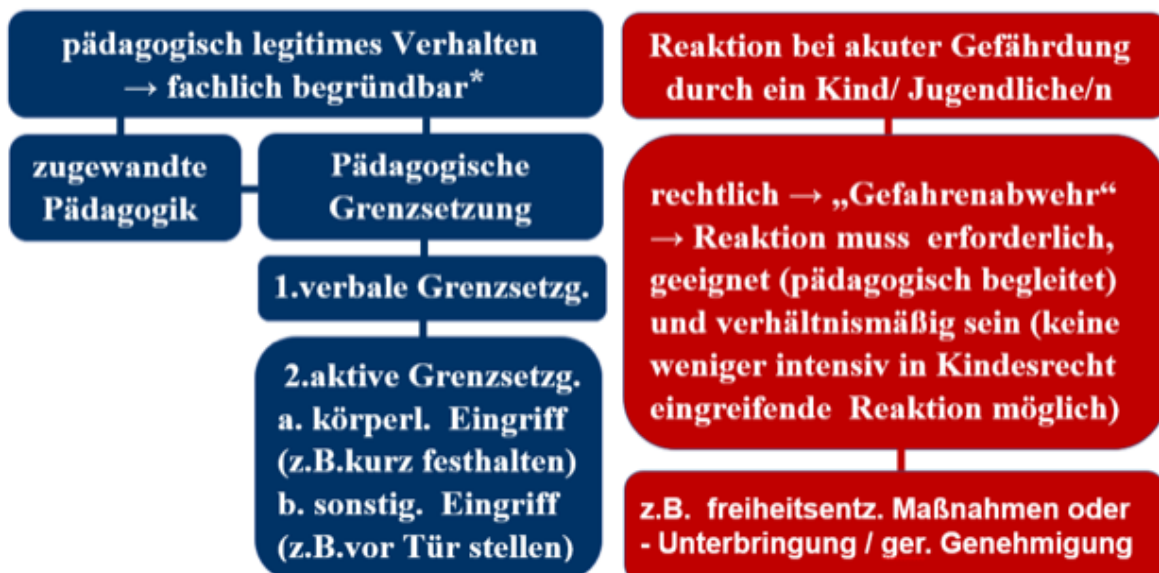 pädagogisch legitimes Verhalten
→ fachlich begründbar*
zugewandte
Pädagogik
Pädagogische
Grenzsetzung
1.verbale Grenzsetzg.
2.aktive Grenzsetzg.
a. körperl. Eingriff
(z.B.kurz festhalten)
b. sonstig. Eingriff
(z.B.vor Tür stellen)
Reaktion bei akuter Gefährdung
durch ein Kind/ Jugendliche/n
rechtlich → „Gefahrenabwehr“
→ Reaktion muss erforderlich,
geeignet (pädagogisch begleitet)
und verhältnismäßig sein (keine
weniger intensiv in Kindesrecht
eingreifende Reaktion möglich)
z.B. freiheitsentz. Maßnahmen oder
- Unterbringung / ger. Genehmigung